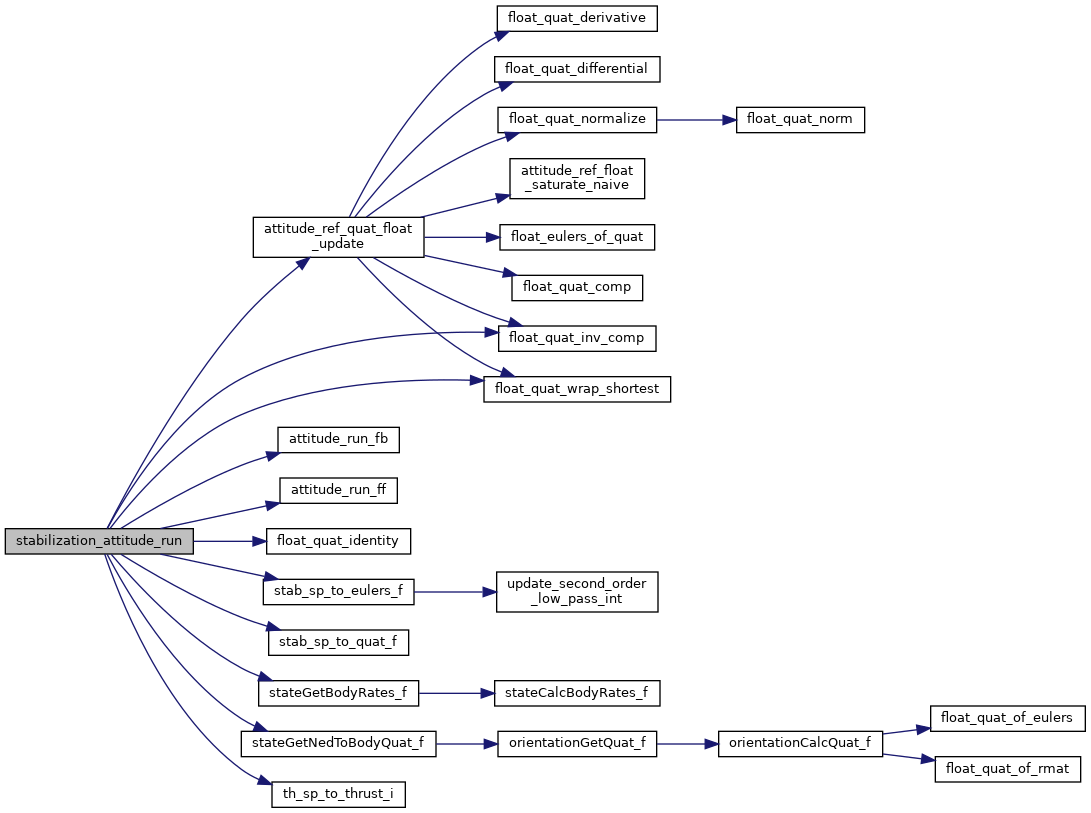 float_quat_derivative
float_quat_differential
float_quat_normalize
float_quat_norm
attitude_ref_float
_saturate_naive
attitude_ref_quat_float
_update
float_eulers_of_quat
float_quat_comp
float_quat_inv_comp
float_quat_wrap_shortest
attitude_run_fb
attitude_run_ff
stabilization_attitude_run
float_quat_identity
stab_sp_to_eulers_f
update_second_order
_low_pass_int
stab_sp_to_quat_f
stateGetBodyRates_f
stateCalcBodyRates_f
float_quat_of_eulers
stateGetNedToBodyQuat_f
orientationGetQuat_f
orientationCalcQuat_f
float_quat_of_rmat
th_sp_to_thrust_i